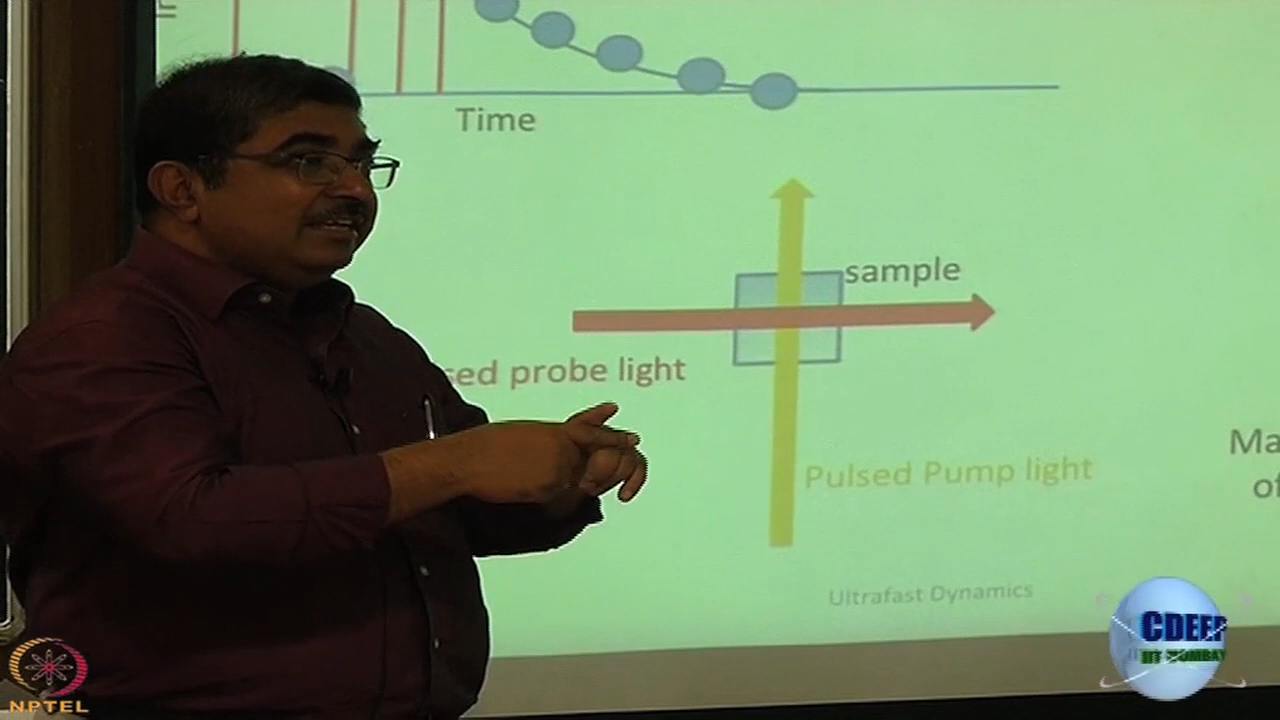 Time
sample
sed probe light
Pulsed Pump light
Ma
of
Ultrafast Dynamics
CDEEP
IIT BOMBAY
NPTEL